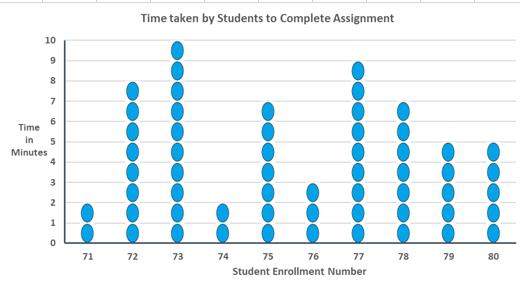 Time taken by Students to Complete Assignment
10
9
8
7
6
5
4
3
2
1
0
Time
in
Minutes
71 72 73 74 75 76 77 78 79 80
Student Enrollment Number